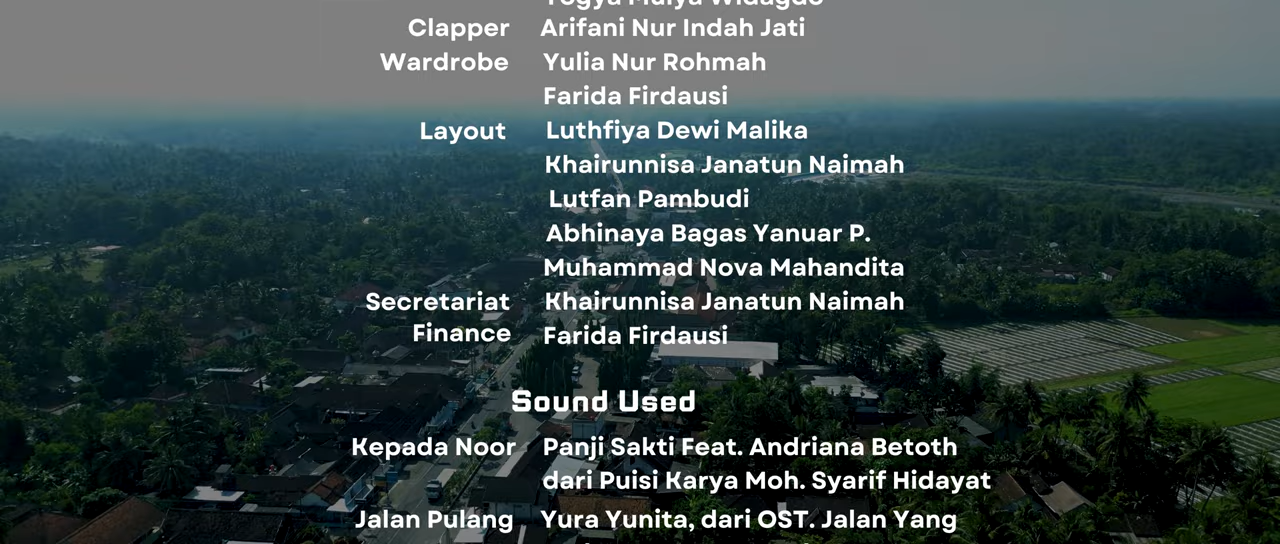 Clapper Arifani Nur Indah Jati
Wardrobe Yulia Nur Rohmah
Farida Firdausi
Layout Luthfiya Dewi Malika
Khairunnisa Janatun Naimah
Lutfan Pambudi
Abhinaya Bagas Yanuar P.
Muhammad Nova Mahandita
Secretariat Khairunnisa Janatun Naimah
Finance Farida Firdausi
Sound Used
Kepada Noor Panji Sakti Feat. Andriana Betoth
dari Puisi Karya Moh. Syarif Hidayat
Jalan Pulang Yura Yunita, dari OST. Jalan Yang